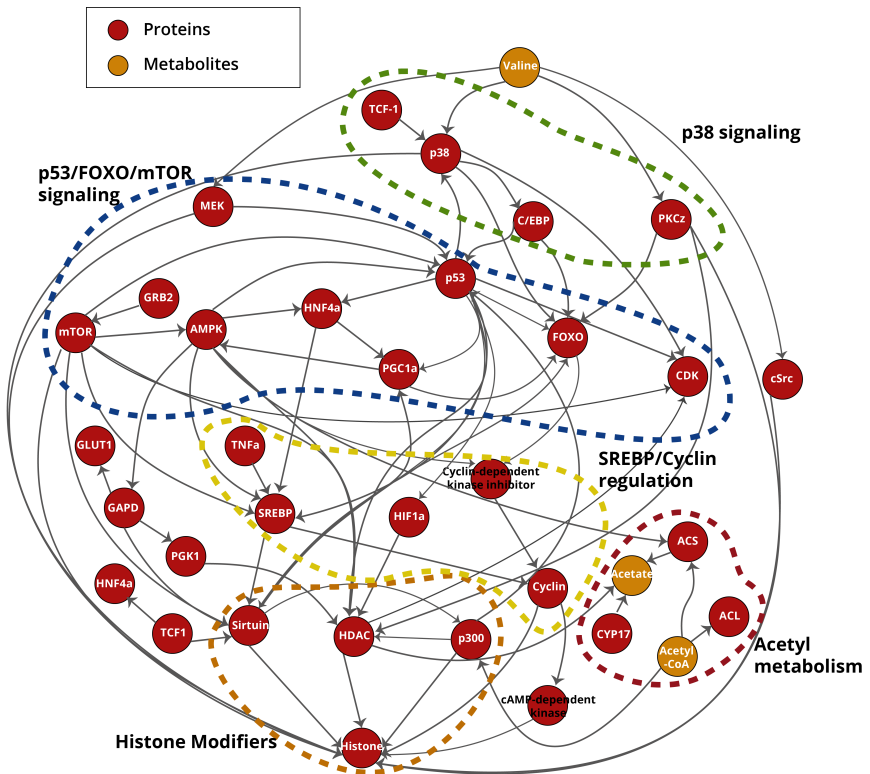 Proteins
Metabolites
Valine
TCF-1
p38 signaling
p38
p53/FOXO/mTOR
signaling
MEK
C/EBP
PKCz
p53
GRB2
HNF4a
mTOR
AMPK
FOXO
PGC1a
CDK
cSrc
GLUT1
TNFa
SREBP/Cyclin
regulation
Cyclin-dependent
kinase inhibitor
GAPD
SREBP
HIF1a
ACS
PGK1
HNF4a
Acetate
Cyclin
ACL
TCF1
Sirtuin
HDAC
p300
CYP17
Acetyl
-CoA
Acetyl
metabolism
cAMP-dependent
kinase
Histone Modifiers
Histone